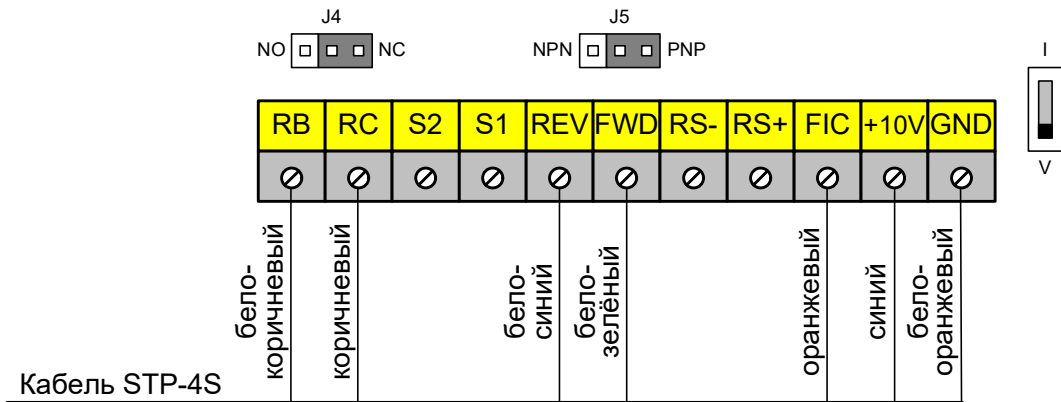 J4
J5
NO NC
NPN PNP
I
V
RB RC S2 S1 REV FWD RS- RS+ FIC +10V GND
бело-
коричневый
коричневый
бело-
синий
бело-
зелёный
оранжевый
синий
бело-
оранжевый
Кабель STP-4S